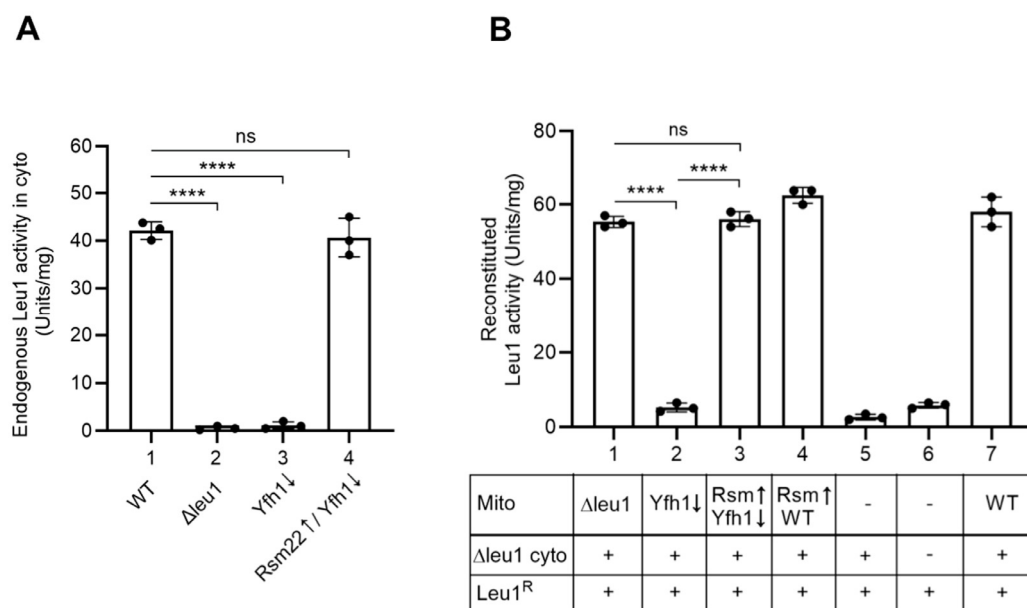 A
B
Endogenous Leu1 activity in cyto
(Units/mg)
60
50
40
30
20
10
0
ns
****
****
1
2
3
4
WT
Δleu1
Yfh1↓
Rsm22↑/ Yfh1↓
Reconstituted
Leu1 activity (Units/mg)
80
60
40
20
0
ns
****
****
1
2
3
4
5
6
7
Mito
Δleu1
Yfh1↓
Rsm↑
Yfh1↓
Rsm↑
WT
-
-
WT
Δleu1 cyto
+
+
+
+
+
-
+
Leu1ᴿ
+
+
+
+
+
+
+